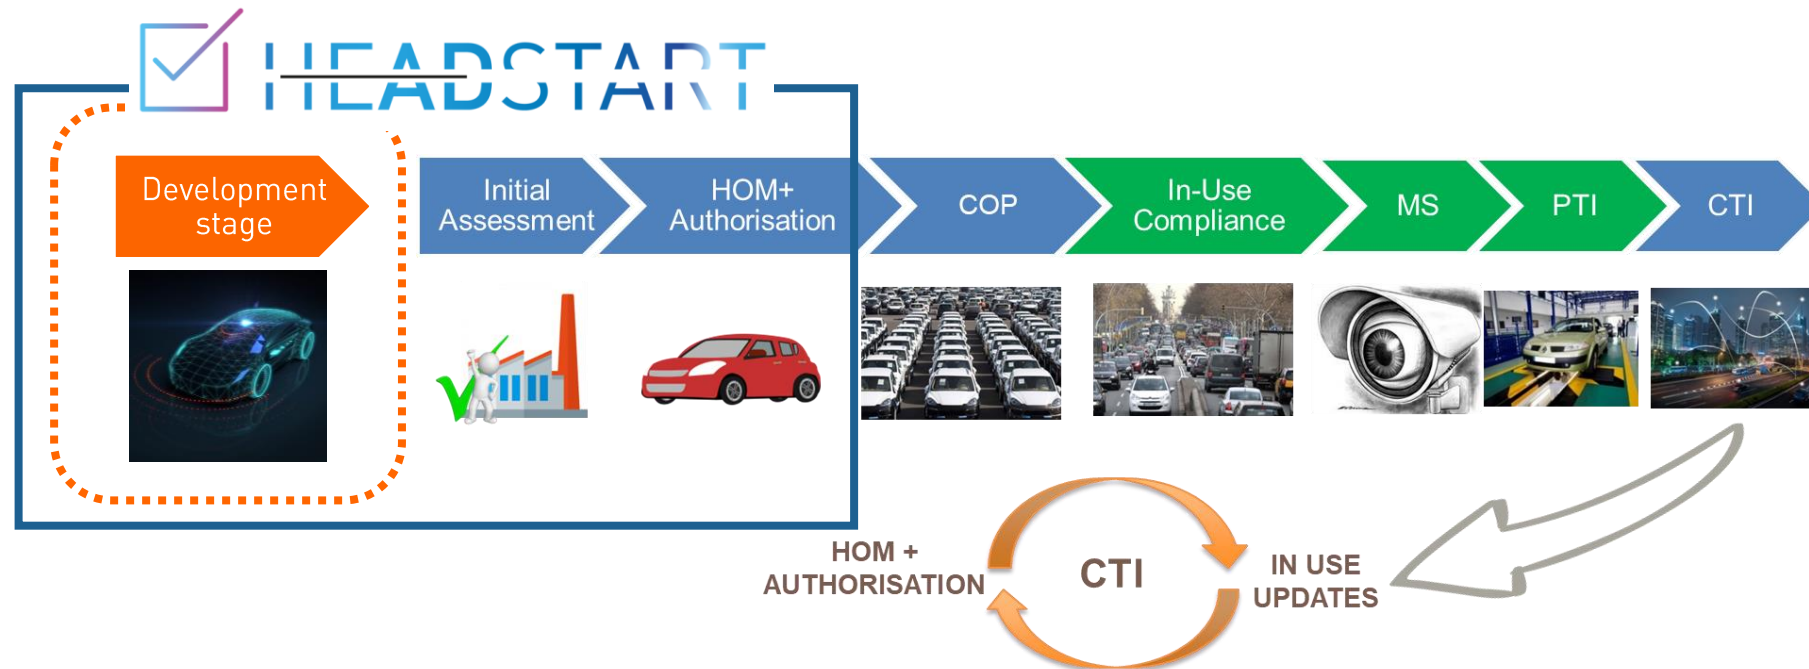 HEADSTART
Development
stage
Initial
Assessment
HOM+
Authorisation
COP
In-Use
Compliance
MS
PTI
CTI
HOM +
AUTHORISATION
CTI
IN USE
UPDATES